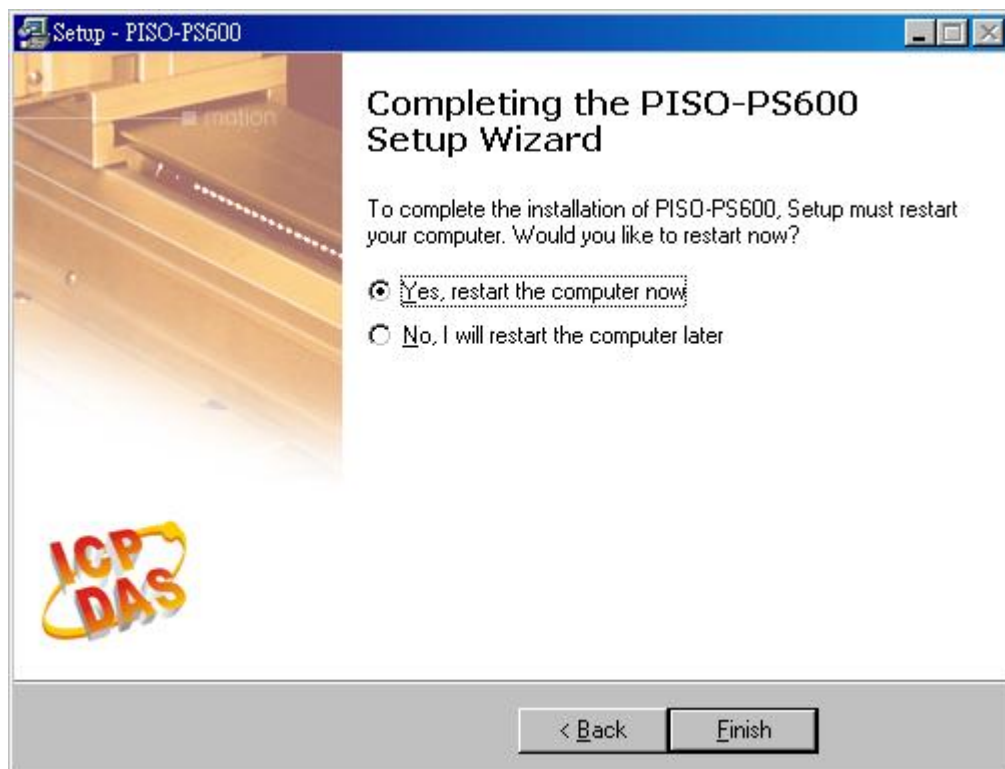 Setup - PISO-PS600
motion
Completing the PISO-PS600
Setup Wizard
To complete the installation of PISO-PS600, Setup must restart
your computer. Would you like to restart now?
Yes, restart the computer now
No, I will restart the computer later
ICP
DAS
< Back
Finish